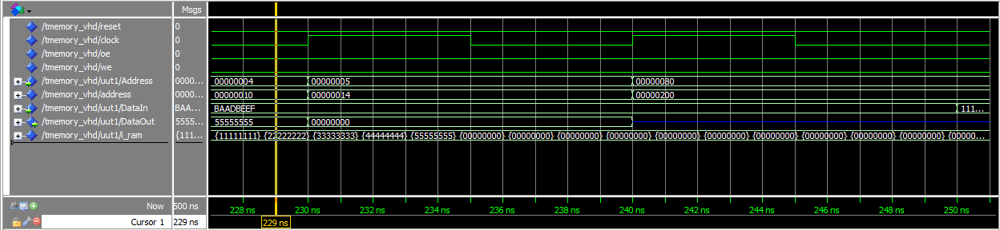 Msgs
/tmemory_vhd/reset 0
/tmemory_vhd/clock 0
/tmemory_vhd/oe 0
/tmemory_vhd/we 0
/tmemory_vhd/uut1/Address 0000... 00000004 00000005 00000080
/tmemory_vhd/address 0000... 00000010 00000014 00000200
/tmemory_vhd/uut1/DataIn BAA... BAADBEEF 111...
/tmemory_vhd/uut1/DataOut 5555... 55555555 00000000
/tmemory_vhd/uut1/i_ram {111... {11111111} {22222222} {33333333} {44444444} {55555555} {00000000} {00000000} {00000000} {00000000} {00000000} {00000000} {00000000} {00000000} {00000000} {00000000} {0000...
Now 500 ns 228 ns 230 ns 232 ns 234 ns 236 ns 238 ns 240 ns 242 ns 244 ns 246 ns 248 ns 250 ns
Cursor 1 229 ns 229 ns